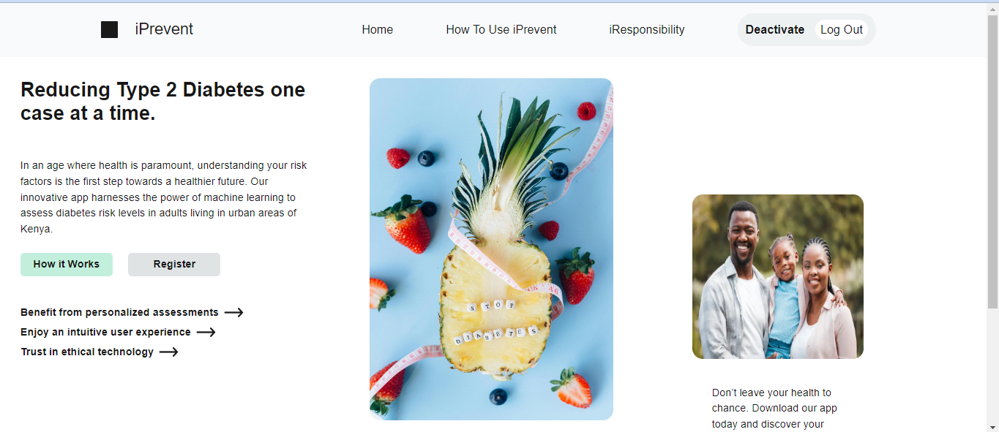 iPrevent
Home
How To Use iPrevent
iResponsibility
Deactivate
Log Out
Reducing Type 2 Diabetes one
case at a time.
In an age where health is paramount, understanding your risk
factors is the first step towards a healthier future. Our
innovative app harnesses the power of machine learning to
assess diabetes risk levels in adults living in urban areas of
Kenya.
How it Works
Register
Benefit from personalized assessments
Enjoy an intuitive user experience
Trust in ethical technology
STOP
DIABETES
Don’t leave your health to
chance. Download our app
today and discover your